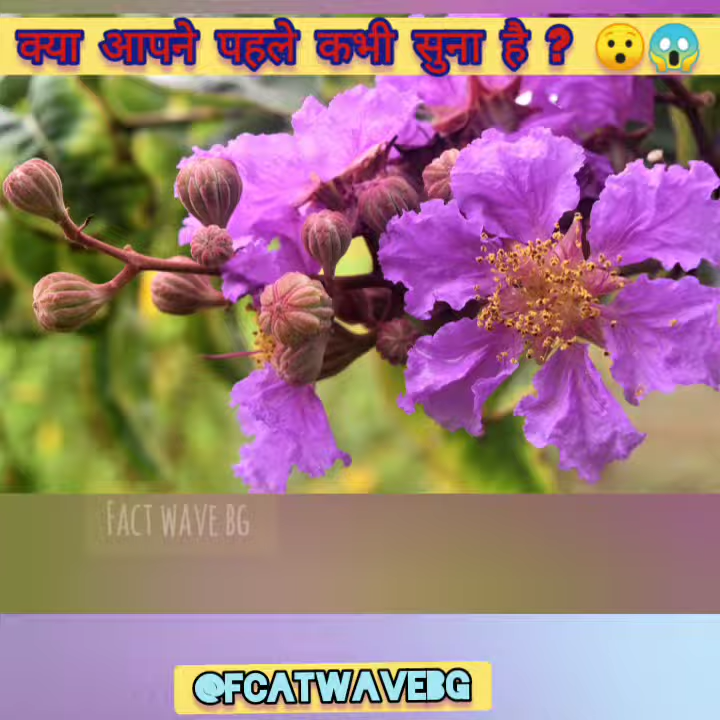 क्या आपने पहले कभी सुना है ? 😯😱
FACT WAVE BG
@FCATWAVEBG